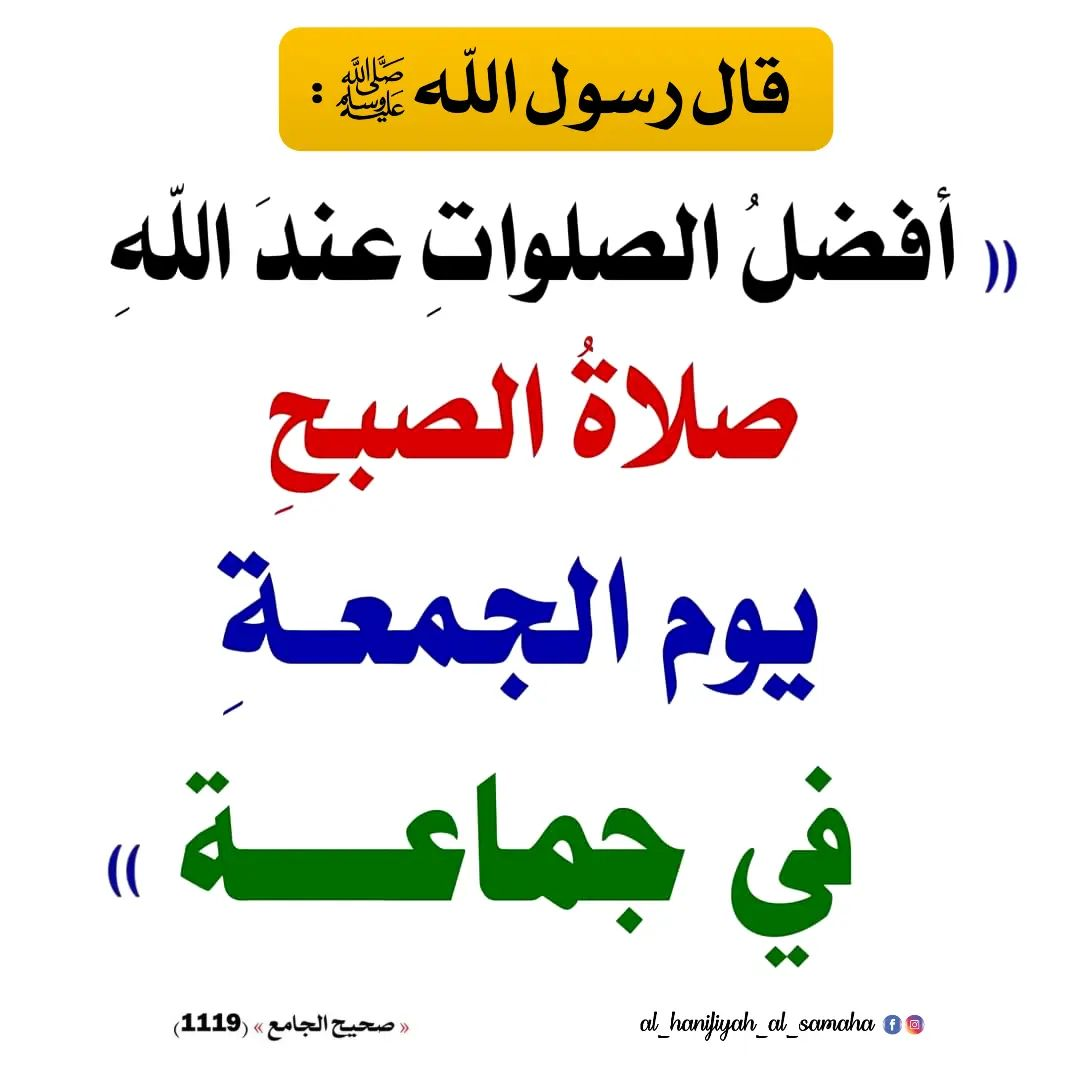 قال رسول الله ﷺ :
(( أفضلُ الصلواتِ عندَ اللّهِ
صلاةُ الصبحِ
يوم الجمعةِ
في جماعة ))
« صحيح الجامع » (1119)
al_hanifiyah_al_samaha